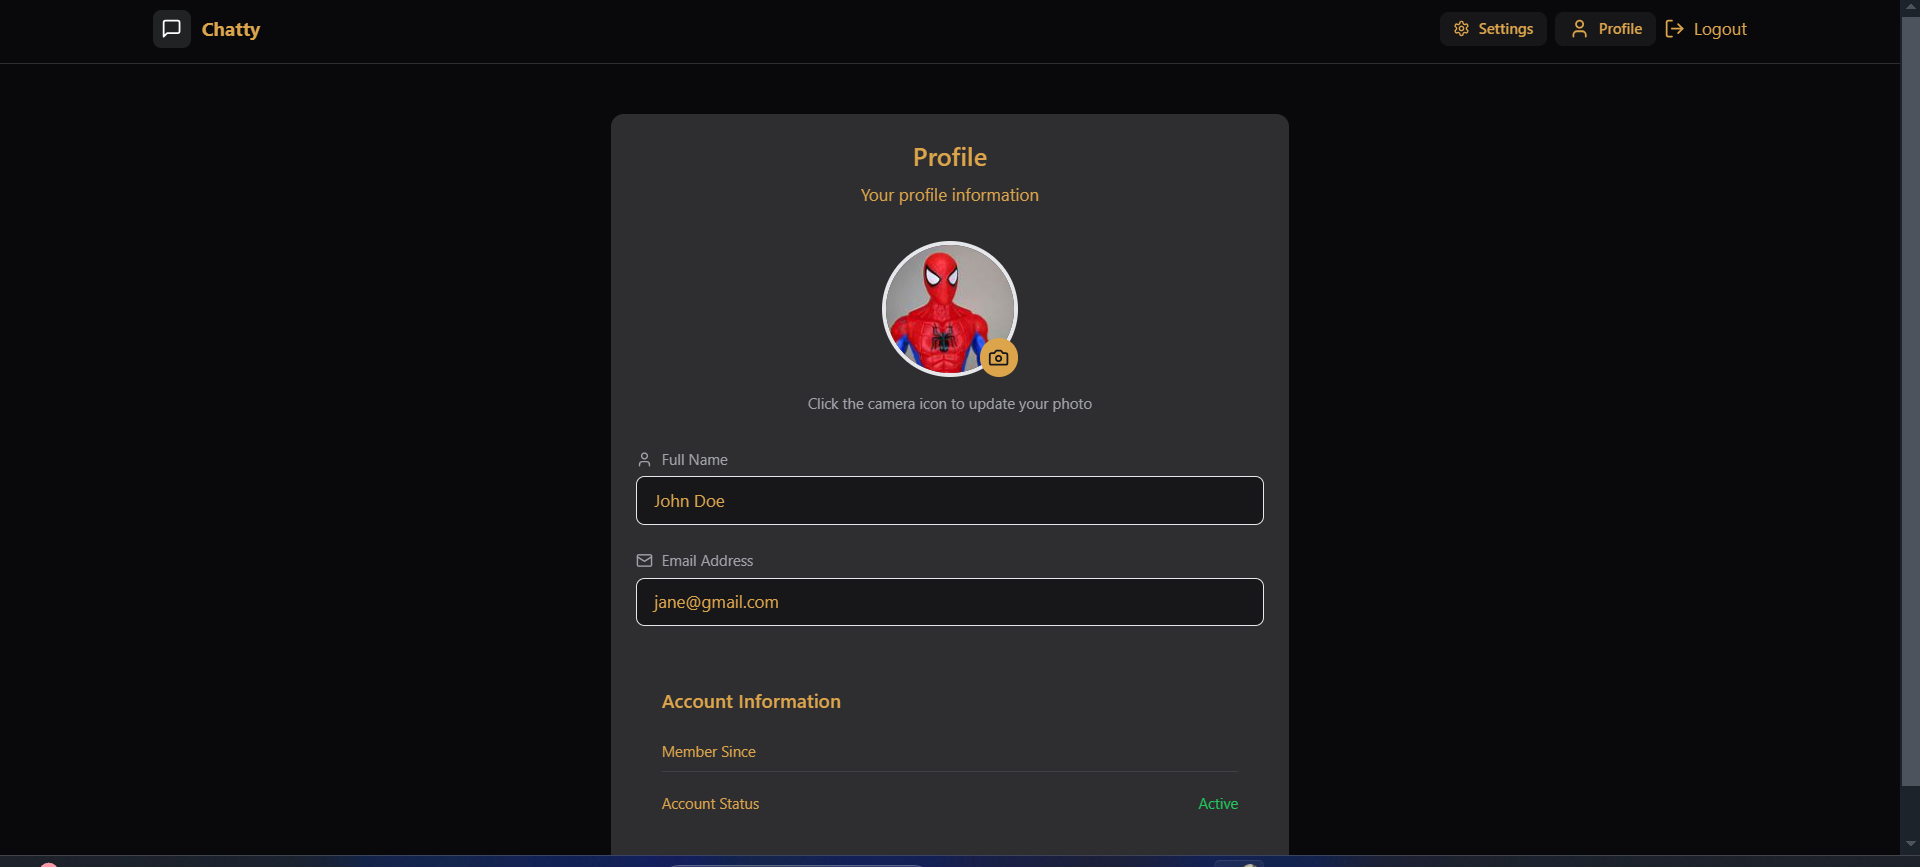 Chatty
Settings
Profile
Logout
Profile
Your profile information
Click the camera icon to update your photo
Full Name
John Doe
Email Address
jane@gmail.com
Account Information
Member Since
Account Status
Active